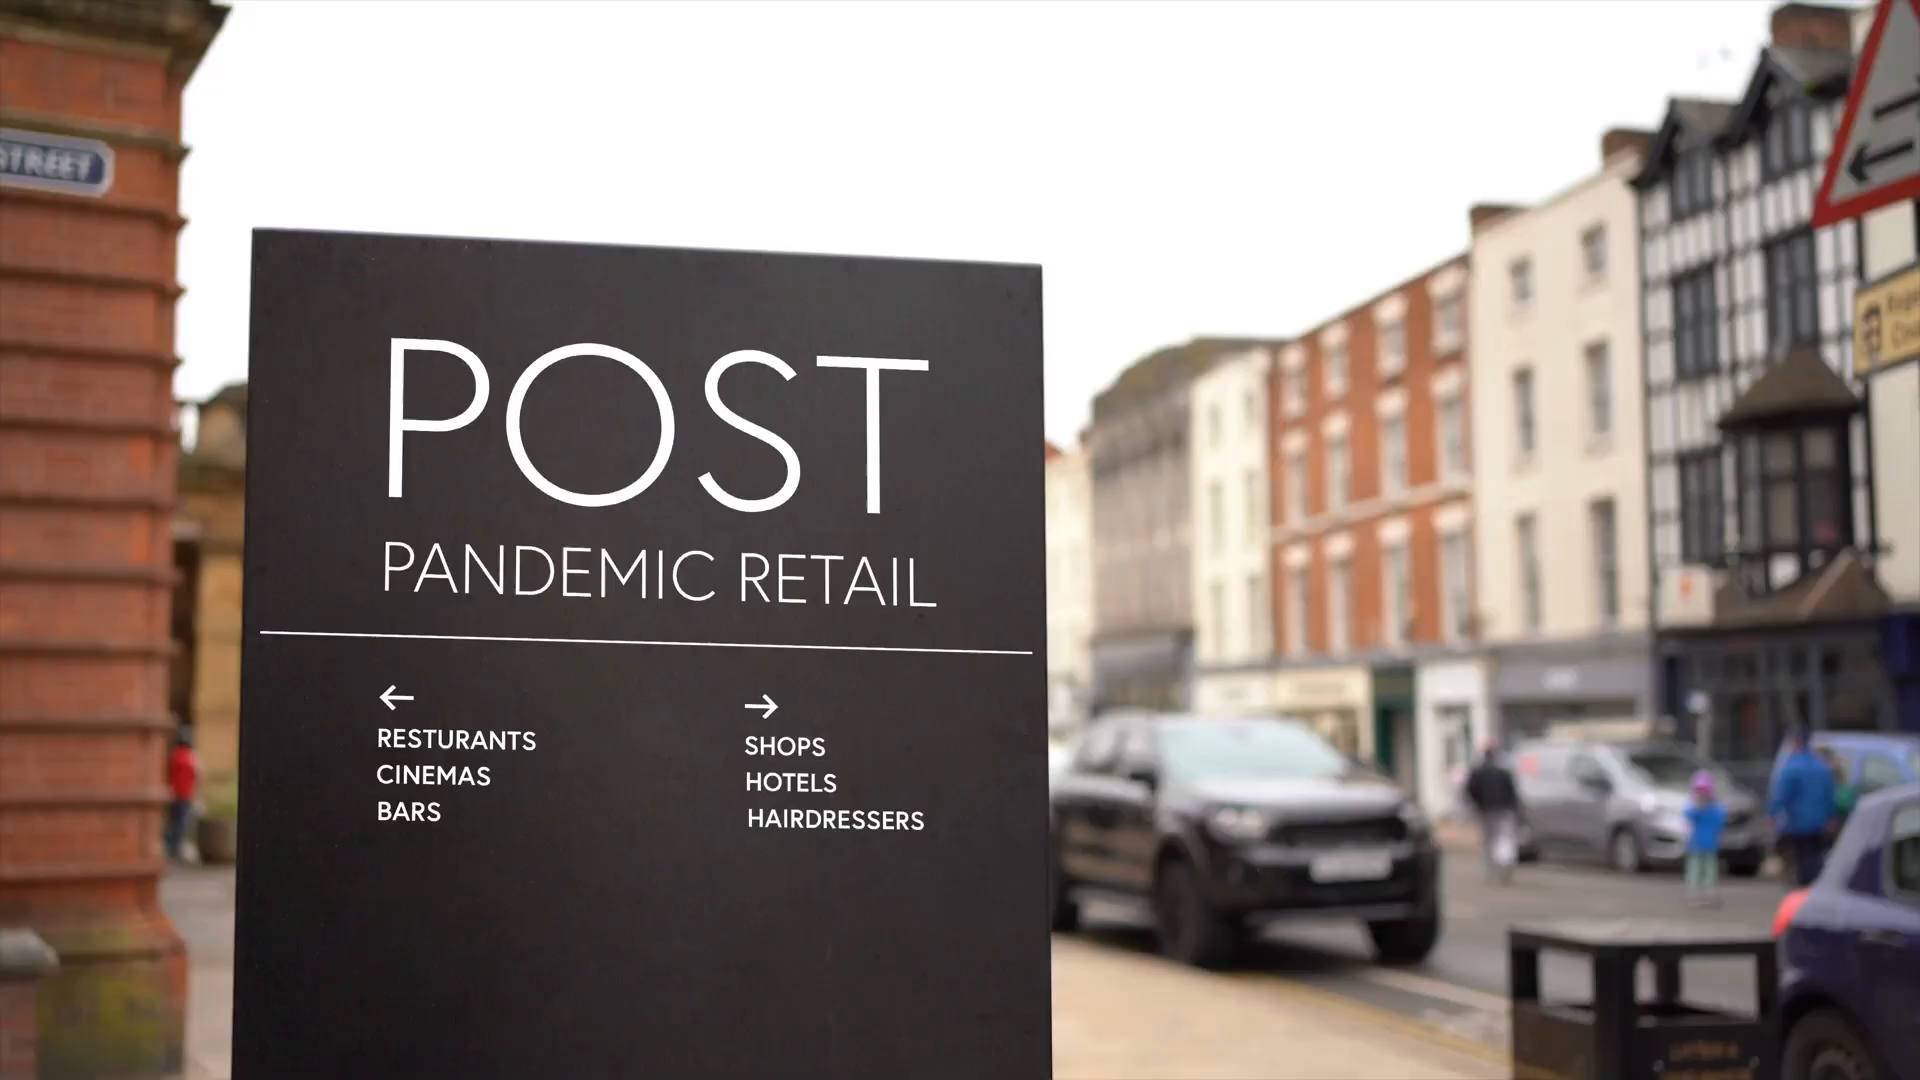 STREET
POST
PANDEMIC RETAIL
←
RESTURANTS
CINEMAS
BARS
→
SHOPS
HOTELS
HAIRDRESSERS